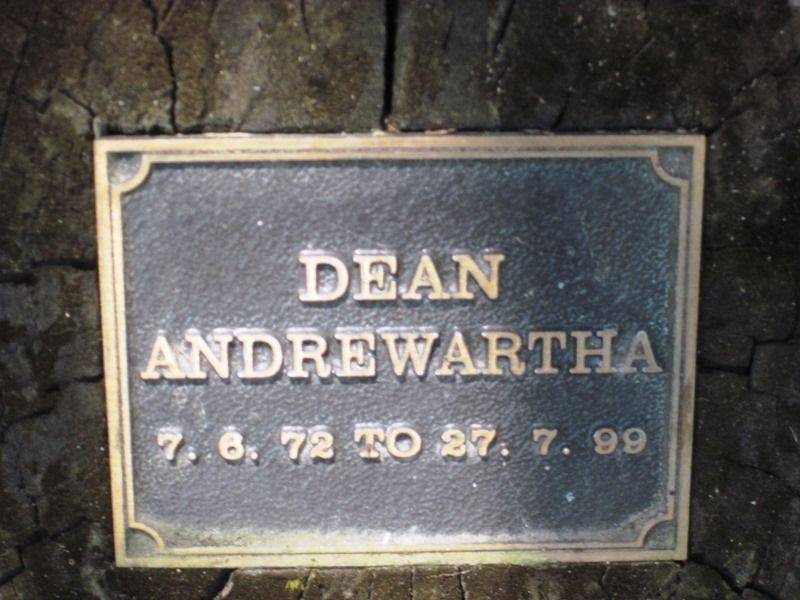 DEAN
ANDREWARTHA
7. 6. 72 TO 27. 7. 99